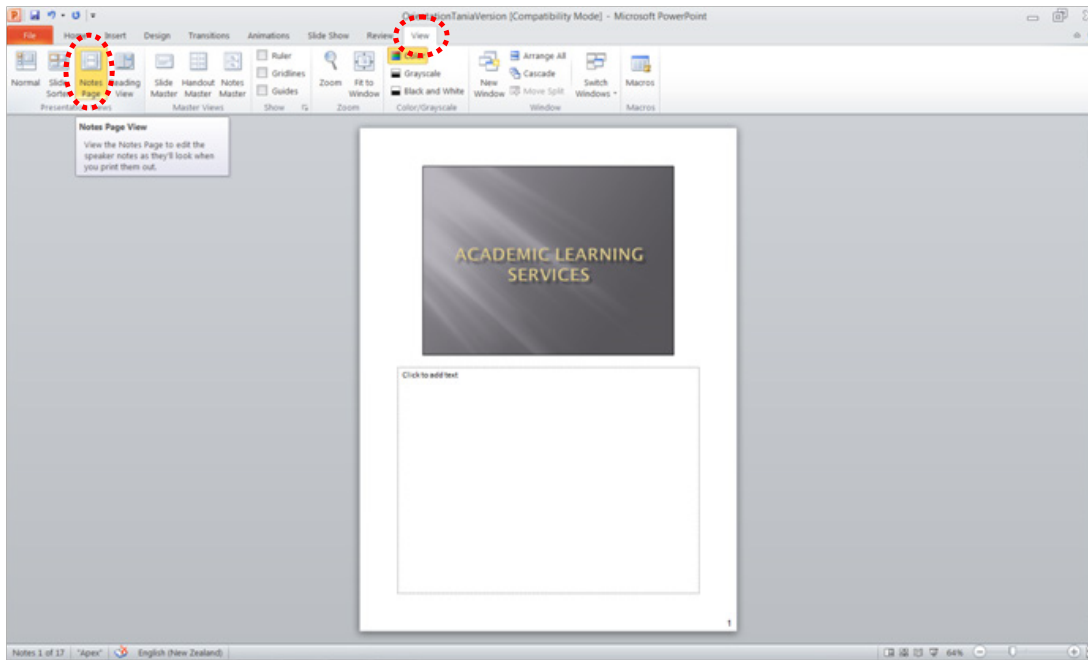 OrientationTaniaVersion [Compatibility Mode] - Microsoft PowerPoint
File Home Insert Design Transitions Animations Slide Show Review View
Normal
Slide Sorter
Notes Page
Reading View
Presentation Views
Slide Master
Handout Master
Notes Master
Master Views
Ruler
Gridlines
Guides
Show
Zoom
Fit to Window
Zoom
Color
Grayscale
Black and White
Color/Grayscale
New Window
Arrange All
Cascade
Move Split
Switch Windows
Window
Macros
Macros
Notes Page View
View the Notes Page to edit the
speaker notes as they'll look when
you print them out.
ACADEMIC LEARNING
SERVICES
Click to add text
1
Notes 1 of 17 "Apex" English (New Zealand) 64%